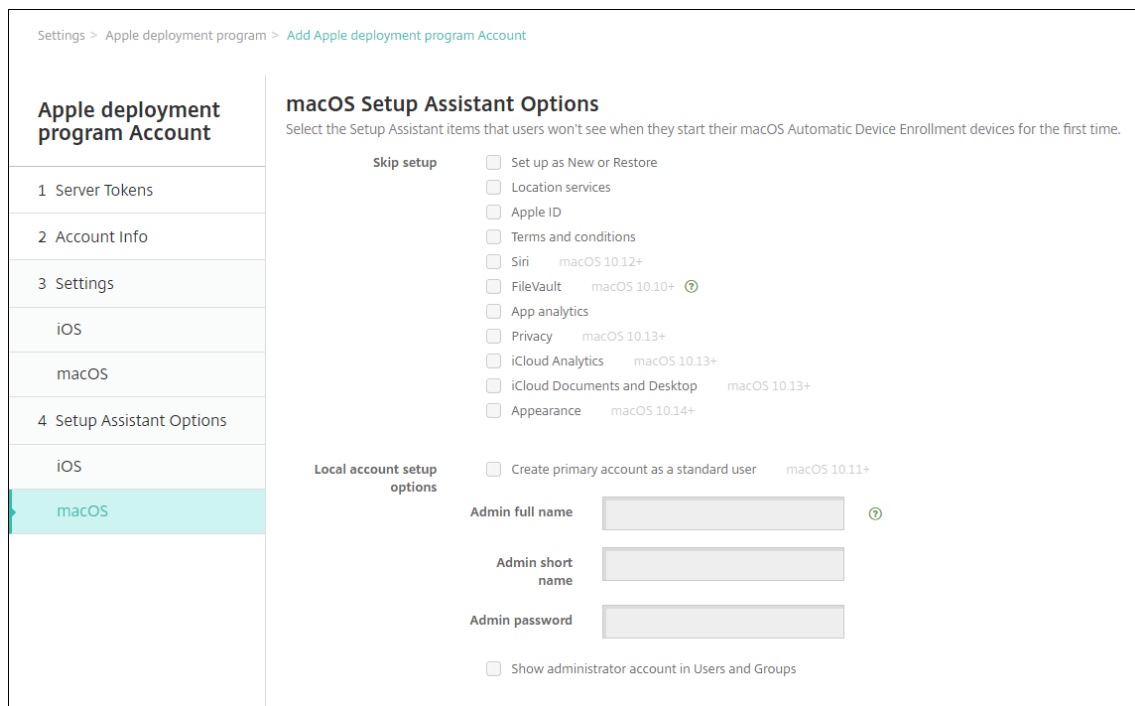 Settings > Apple deployment program > Add Apple deployment program Account
Apple deployment
program Account
1 Server Tokens
2 Account Info
3 Settings
iOS
macOS
4 Setup Assistant Options
iOS
macOS
macOS Setup Assistant Options
Select the Setup Assistant items that users won't see when they start their macOS Automatic Device Enrollment devices for the first time.
Skip setup
Set up as New or Restore
Location services
Apple ID
Terms and conditions
Siri macOS 10.12+
FileVault macOS 10.10+ ?
App analytics
Privacy macOS 10.13+
iCloud Analytics macOS 10.13+
iCloud Documents and Desktop macOS 10.13+
Appearance macOS 10.14+
Local account setup
options
Create primary account as a standard user macOS 10.11+
Admin full name ?
Admin short
name
Admin password
Show administrator account in Users and Groups